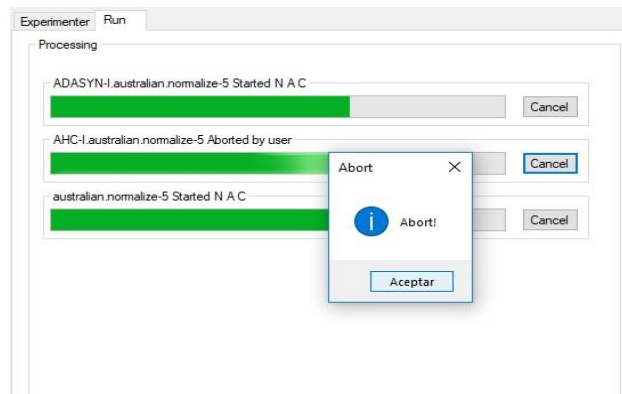 Experimenter Run
Processing
ADASYN-I.australian.normalize-5 Started N A C
Cancel
AHC-I.australian.normalize-5 Aborted by user
Cancel
Abort
australian.normalize-5 Started N A C
Cancel
Abort!
Aceptar